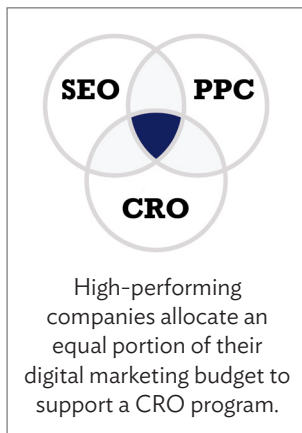 SEO PPC
CRO
High-performing
companies allocate an
equal portion of their
digital marketing budget to
support a CRO program.